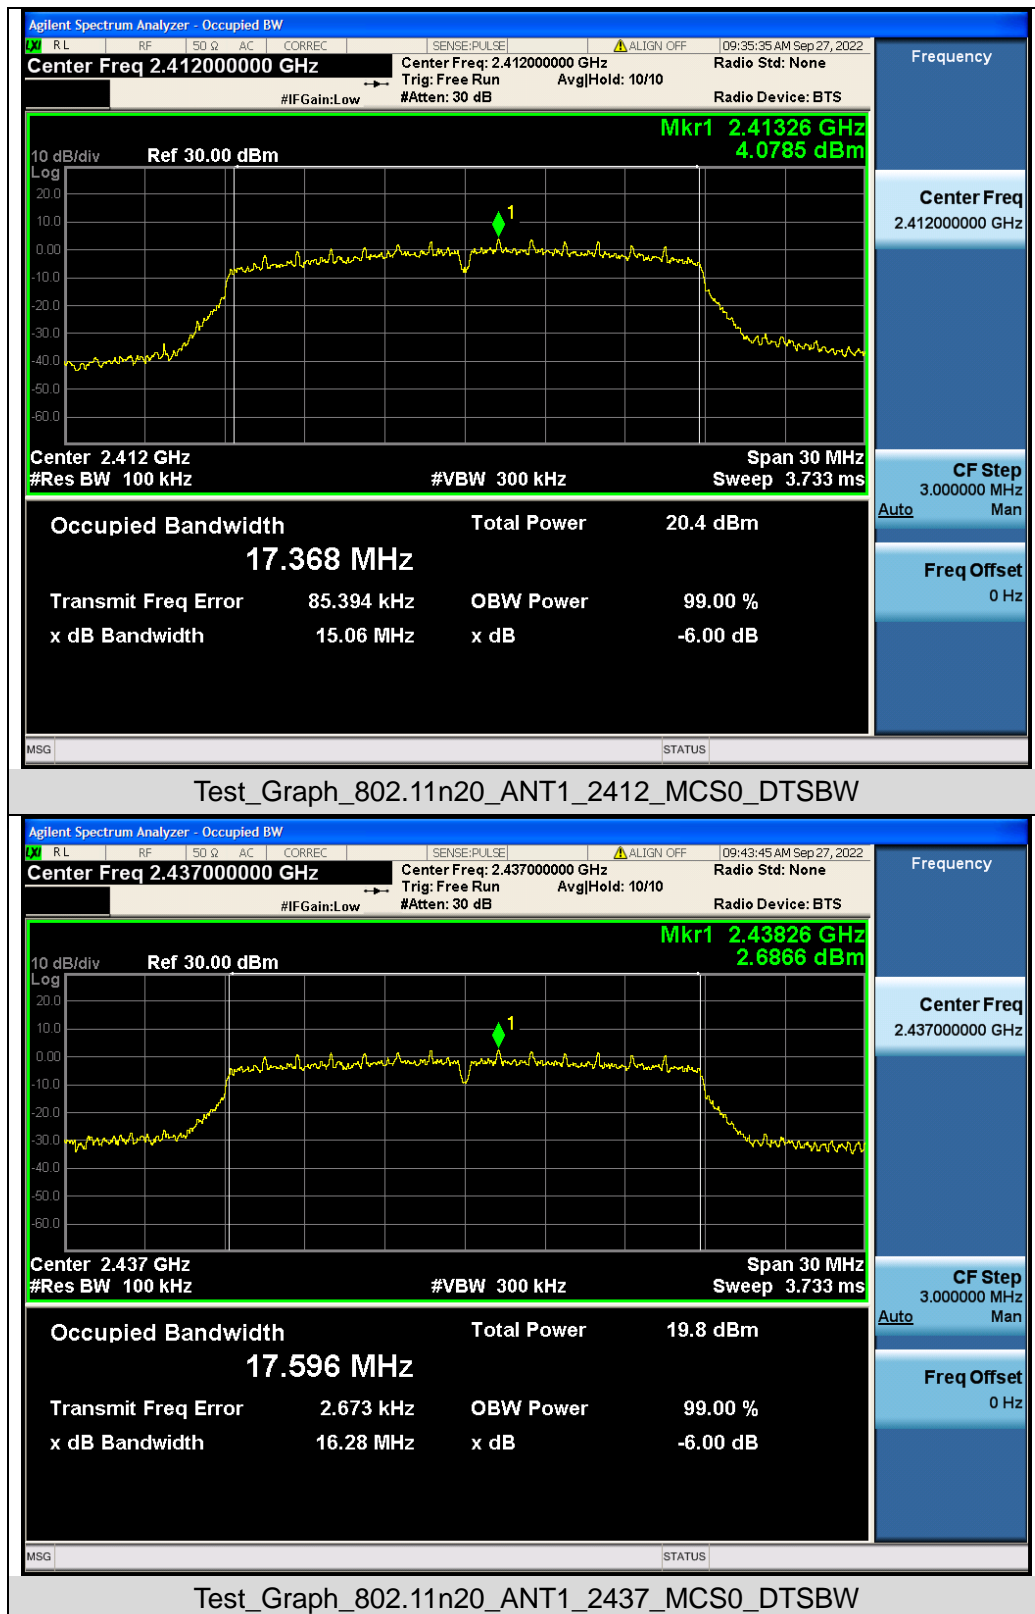 Agilent Spectrum Analyzer - Occupied BW
LXI RL RF 50 Ω AC CORREC SENSE:PULSE ALIGN OFF 09:35:35 AM Sep 27, 2022
Center Freq 2.412000000 GHz Center Freq: 2.412000000 GHz Radio Std: None Frequency
Trig: Free Run Avg|Hold: 10/10
#IFGain:Low #Atten: 30 dB Radio Device: BTS
Mkr1 2.41326 GHz
10 dB/div Ref 30.00 dBm 4.0785 dBm
Log
20.0
Center Freq
2.412000000 GHz
10.0
1
0.00
-10.0
-20.0
-30.0
-40.0
-50.0
-60.0
Center 2.412 GHz Span 30 MHz
#Res BW 100 kHz #VBW 300 kHz Sweep 3.733 ms
CF Step
3.000000 MHz
Auto Man
Occupied Bandwidth Total Power 20.4 dBm
17.368 MHz
Freq Offset
0 Hz
Transmit Freq Error 85.394 kHz OBW Power 99.00 %
x dB Bandwidth 15.06 MHz x dB -6.00 dB
MSG STATUS
Test_Graph_802.11n20_ANT1_2412_MCS0_DTSBW
Agilent Spectrum Analyzer - Occupied BW
LXI RL RF 50 Ω AC CORREC SENSE:PULSE ALIGN OFF 09:43:45 AM Sep 27, 2022
Center Freq 2.437000000 GHz Center Freq: 2.437000000 GHz Radio Std: None Frequency
Trig: Free Run Avg|Hold: 10/10
#IFGain:Low #Atten: 30 dB Radio Device: BTS
Mkr1 2.43826 GHz
10 dB/div Ref 30.00 dBm 2.6866 dBm
Log
20.0
Center Freq
2.437000000 GHz
10.0
1
0.00
-10.0
-20.0
-30.0
-40.0
-50.0
-60.0
Center 2.437 GHz Span 30 MHz
#Res BW 100 kHz #VBW 300 kHz Sweep 3.733 ms
CF Step
3.000000 MHz
Auto Man
Occupied Bandwidth Total Power 19.8 dBm
17.596 MHz
Freq Offset
0 Hz
Transmit Freq Error 2.673 kHz OBW Power 99.00 %
x dB Bandwidth 16.28 MHz x dB -6.00 dB
MSG STATUS
Test_Graph_802.11n20_ANT1_2437_MCS0_DTSBW